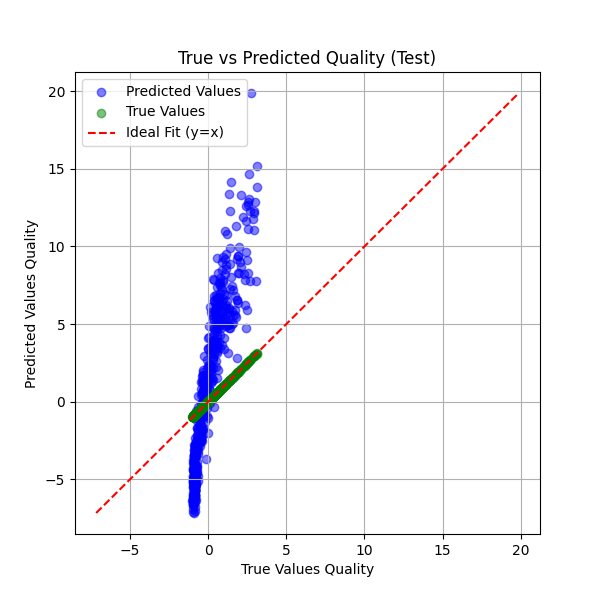 True vs Predicted Quality (Test)
Predicted Values
True Values
Ideal Fit (y=x)
20
15
10
5
0
−5
Predicted Values Quality
−5
0
5
10
15
20
True Values Quality